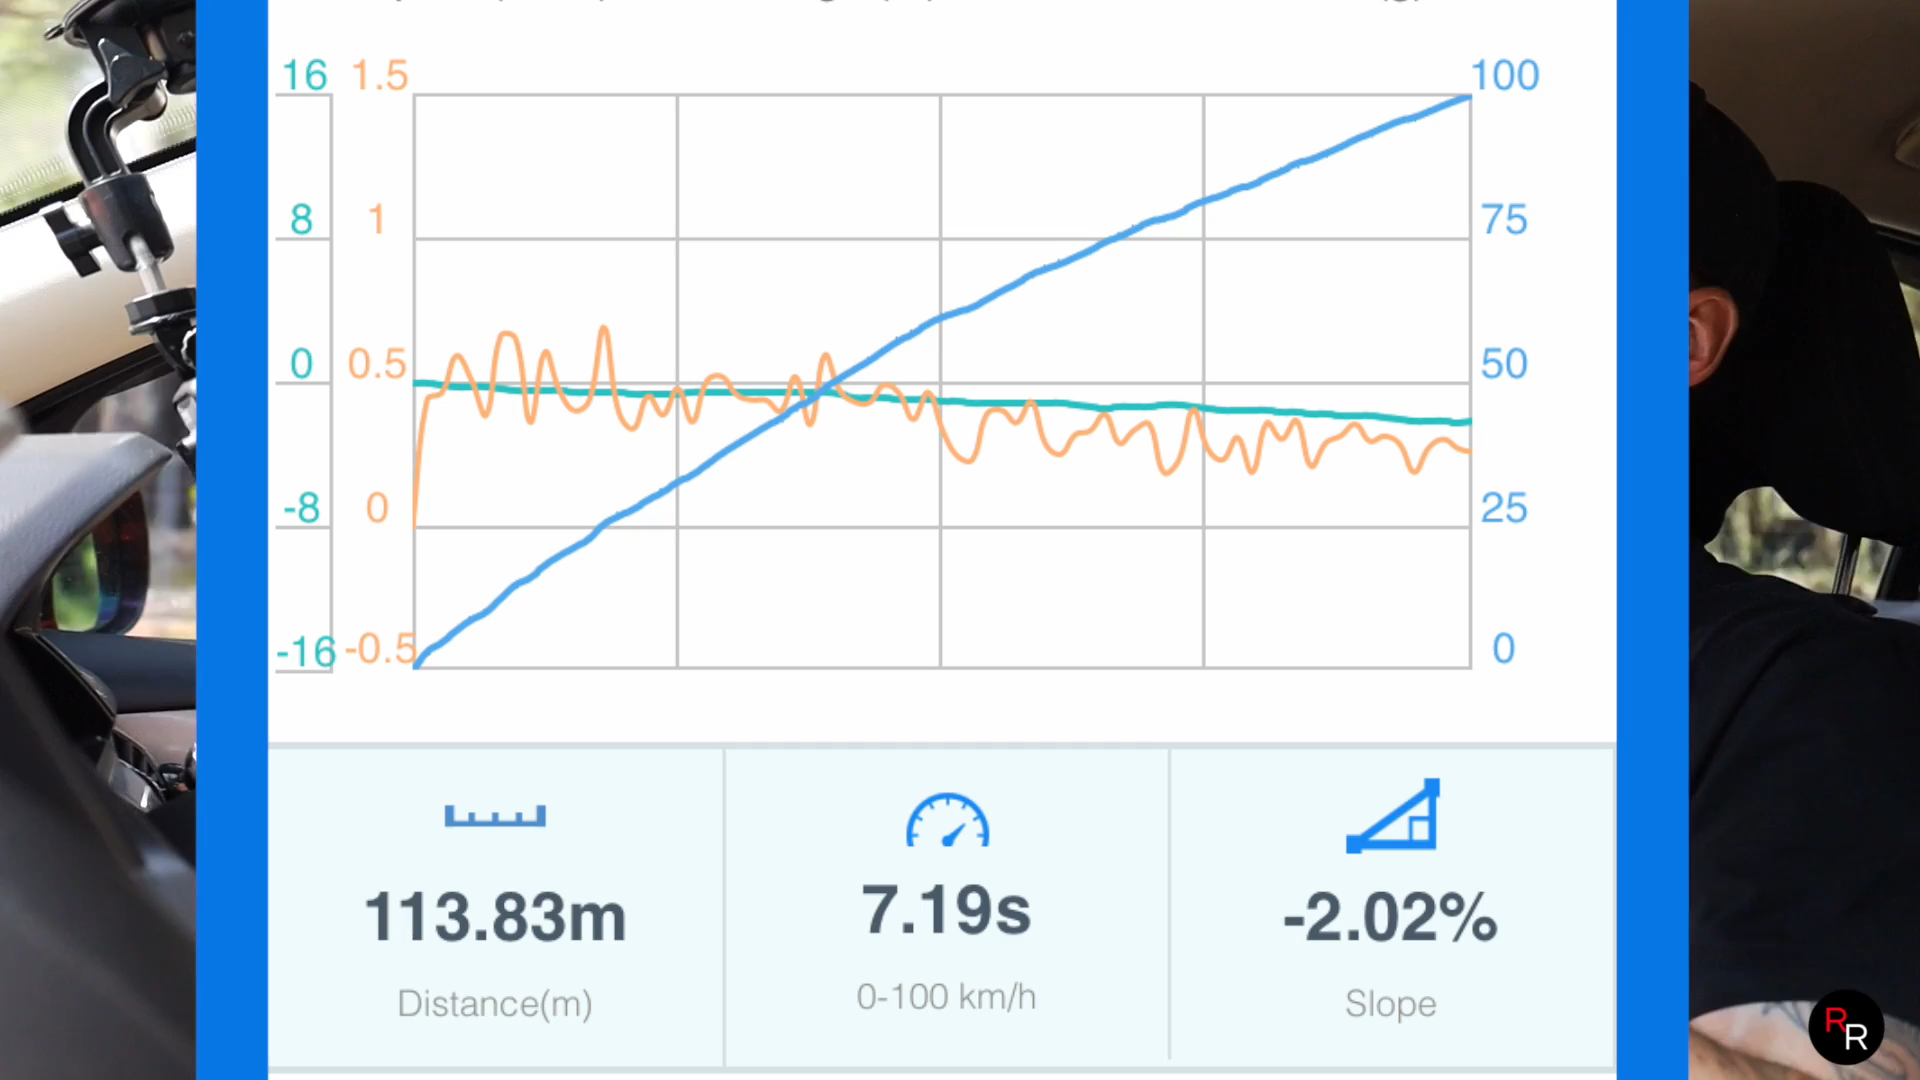 16 1.5 100
8 1 75
0 0.5 50
-8 0 25
-16 -0.5 0
113.83m 7.19s -2.02%
Distance(m) 0-100 km/h Slope
RR